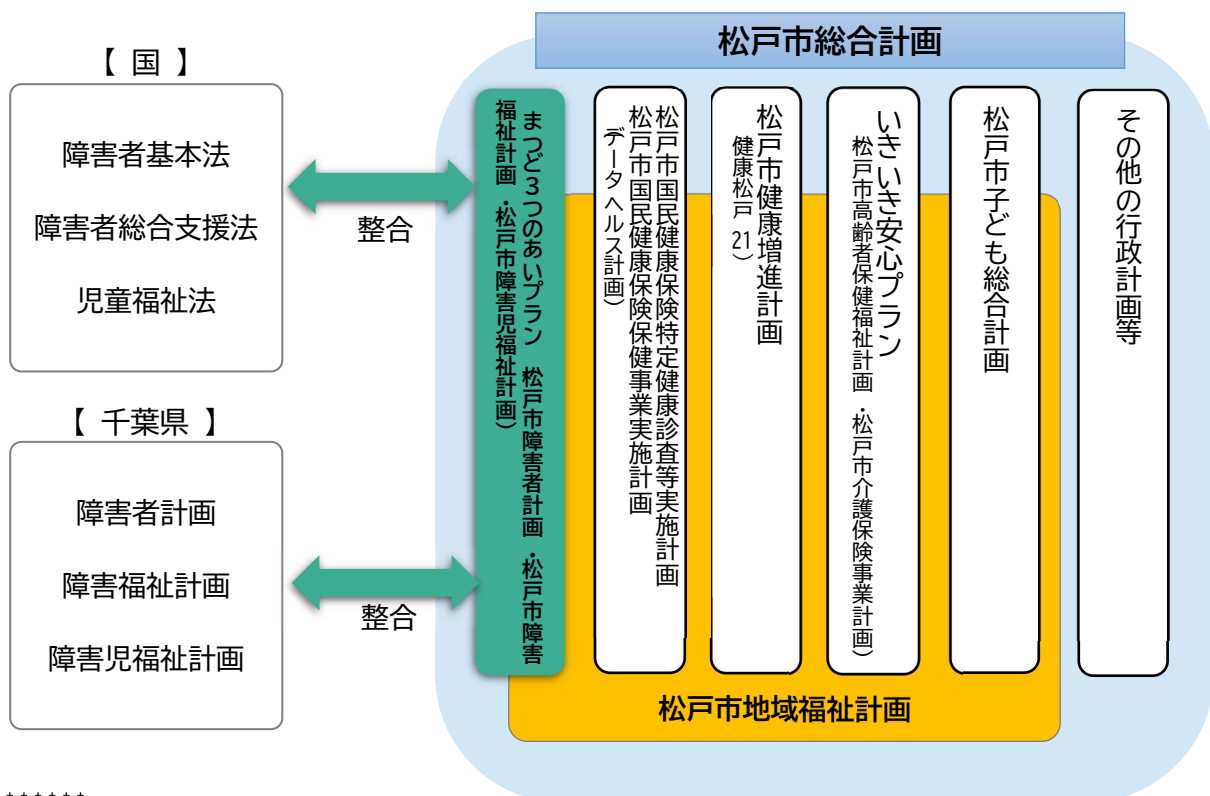 松戸市総合計画
【 国 】
障害者基本法
障害者総合支援法
児童福祉法
整合
【 千葉県 】
障害者計画
障害福祉計画
障害児福祉計画
整合
まつど３つのあいプラン（松戸市障害者計画・松戸市障害
福祉計画・松戸市障害児福祉計画）
松戸市国民健康保険特定健康診査等実施計画
松戸市国民健康保険保健事業実施計画
（データヘルス計画）
松戸市健康増進計画
（健康松戸21）
いきいき安心プラン
（松戸市高齢者保健福祉計画・松戸市介護保険事業計画）
松戸市子ども総合計画
その他の行政計画等
松戸市地域福祉計画